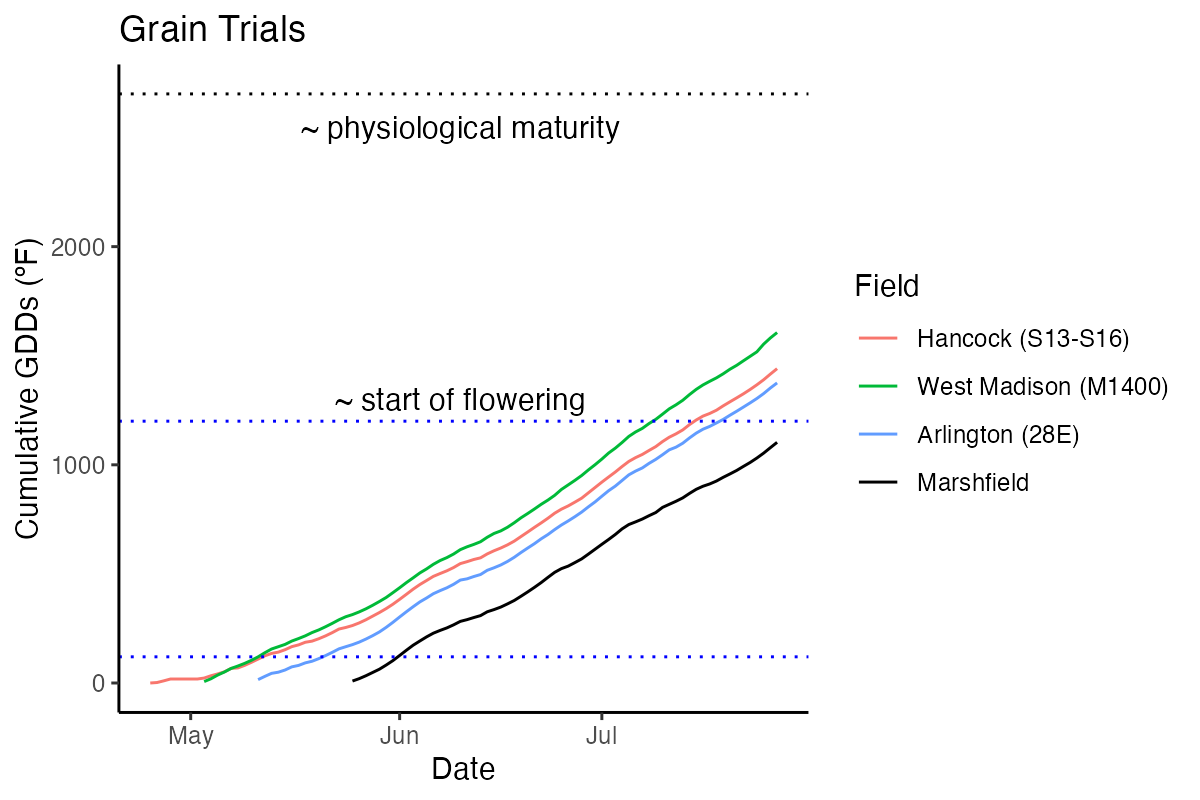 Grain Trials
~ physiological maturity
~ start of flowering
Cumulative GDDs (°F)
2000
1000
0
May Jun Jul
Date
Field
Hancock (S13-S16)
West Madison (M1400)
Arlington (28E)
Marshfield